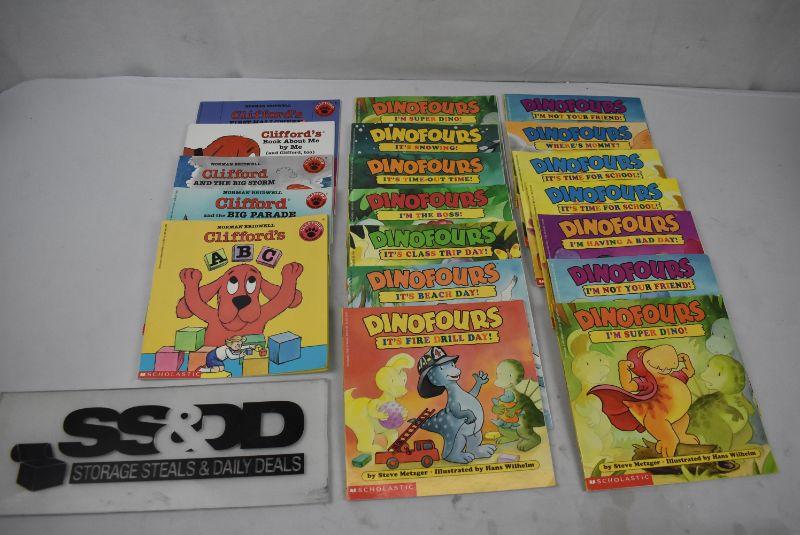 NORMAN BRIDWELL
Clifford's
FIRST HALLOWEEN
Clifford's
Book About Me
by Me
(and Clifford, too)
NORMAN BRIDWELL
Clifford
AND THE BIG STORM
NORMAN BRIDWELL
Clifford
and the BIG PARADE
NORMAN BRIDWELL
Clifford's
A B C
SCHOLASTIC
DINOFOURS
I'M SUPER DINO!
DINOFOURS
IT'S SNOWING!
DINOFOURS
IT'S TIME-OUT TIME!
DINOFOURS
I'M THE BOSS!
DINOFOURS
IT'S CLASS TRIP DAY!
DINOFOURS
IT'S BEACH DAY!
DINOFOURS
IT'S FIRE DRILL DAY!
by Steve Metzger · Illustrated by Hans Wilhelm
SCHOLASTIC
DINOFOURS
I'M NOT YOUR FRIEND!
DINOFOURS
WHERE'S MOMMY?
DINOFOURS
IT'S TIME FOR SCHOOL!
DINOFOURS
IT'S TIME FOR SCHOOL!
DINOFOURS
I'M HAVING A BAD DAY!
DINOFOURS
I'M NOT YOUR FRIEND!
DINOFOURS
I'M SUPER DINO!
by Steve Metzger · Illustrated by Hans Wilhelm
SCHOLASTIC
SS&DD
STORAGE STEALS & DAILY DEALS